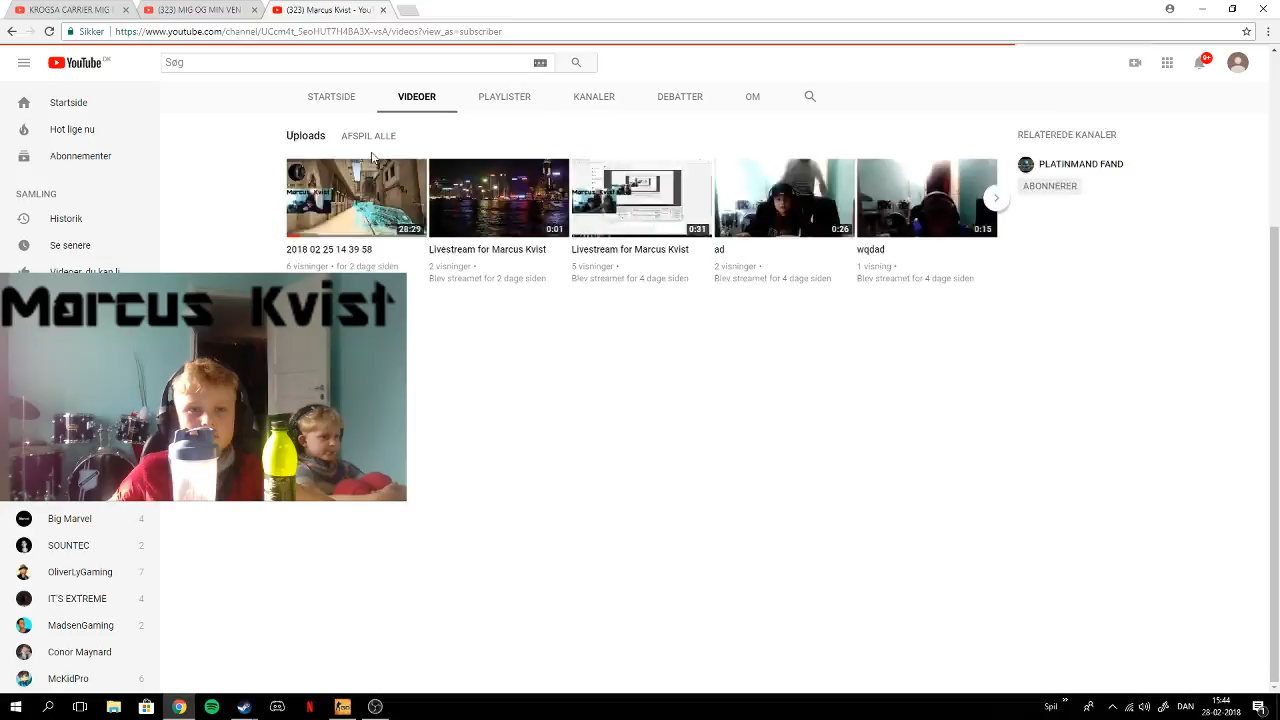 KROGSA CARRIER MIG
(323) MIG OG MIN VEN
(323) Marcus Kvist - You
Sikker
https://www.youtube.com/channel/UCcm4t_5eoHUT7H4BA3X-vsA/videos?view_as=subscriber
YouTube DK
Søg
9+
STARTSIDE VIDEOER PLAYLISTER KANALER DEBATTER OM
Startside
Hot lige nu
Abonnementer
SAMLING
Historik
Se senere
Videoer, du kan li
Uploads AFSPIL ALLE
28:29
0:01
0:31
0:26
0:15
2018 02 25 14 39 58
6 visninger • for 2 dage siden
Livestream for Marcus Kvist
2 visninger •
Blev streamet for 2 dage siden
Livestream for Marcus Kvist
5 visninger •
Blev streamet for 4 dage siden
ad
2 visninger •
Blev streamet for 4 dage siden
wqdad
1 visning •
Blev streamet for 4 dage siden
RELATEREDE KANALER
PLATINMAND FAND
ABONNERER
Marcus Kvist
Big Marvel 4
SOUNTEC 2
OliverLyGaming 7
IT'S EXTREME 4
MadsenGaming 2
Conor Maynard
McKidPro 6
Spil
DAN
15:44
28-02-2018